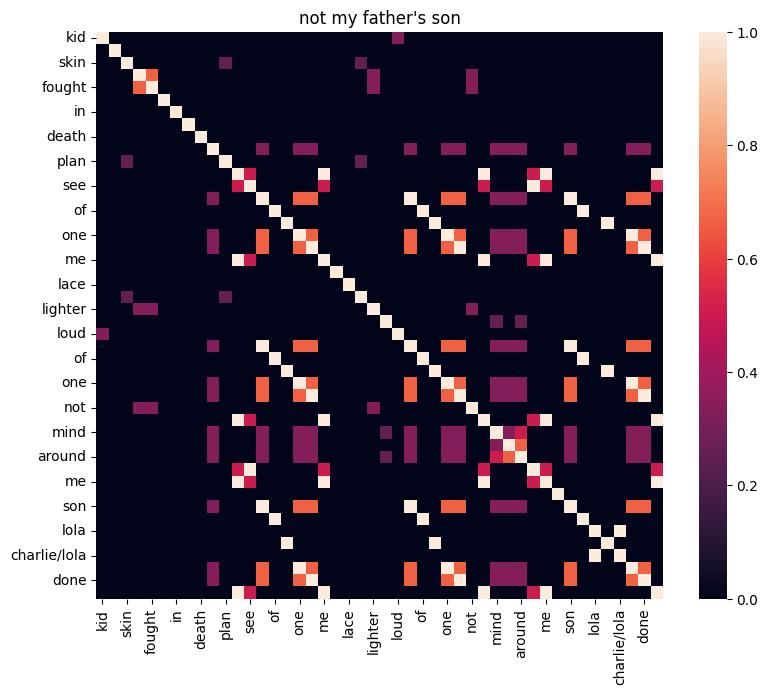 not my father's son
kid
skin
fought
in
death
plan
see
of
one
me
lace
lighter
loud
of
one
not
mind
around
me
son
lola
charlie/lola
done
1.0
0.8
0.6
0.4
0.2
0.0
kid
skin
fought
in
death
plan
see
of
one
me
lace
lighter
loud
of
one
not
mind
around
me
son
lola
charlie/lola
done